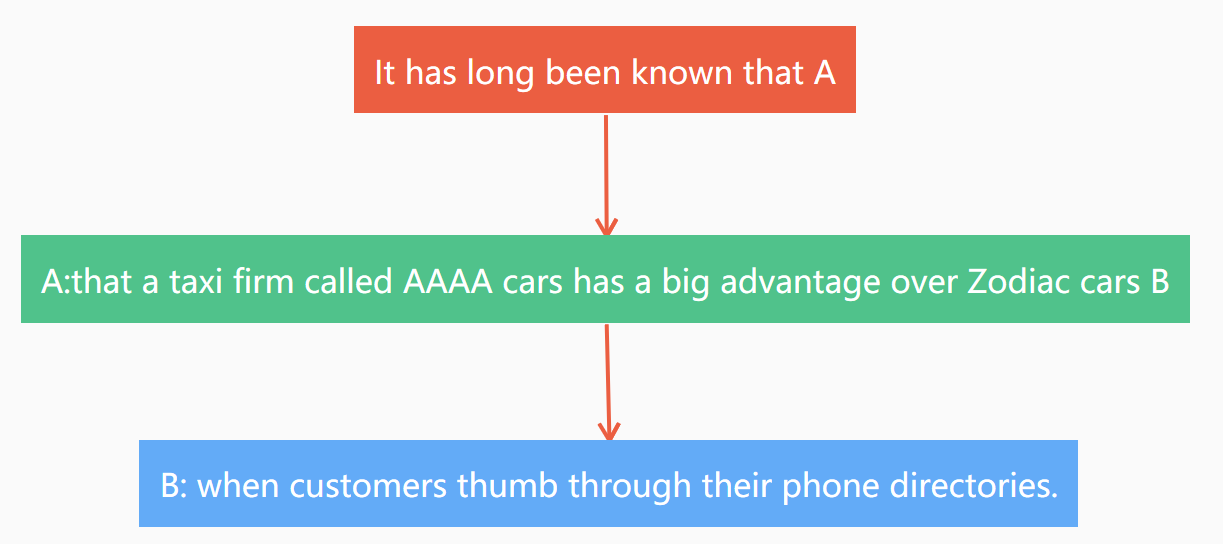 It has long been known that A
A:that a taxi firm called AAAA cars has a big advantage over Zodiac cars B
B: when customers thumb through their phone directories.